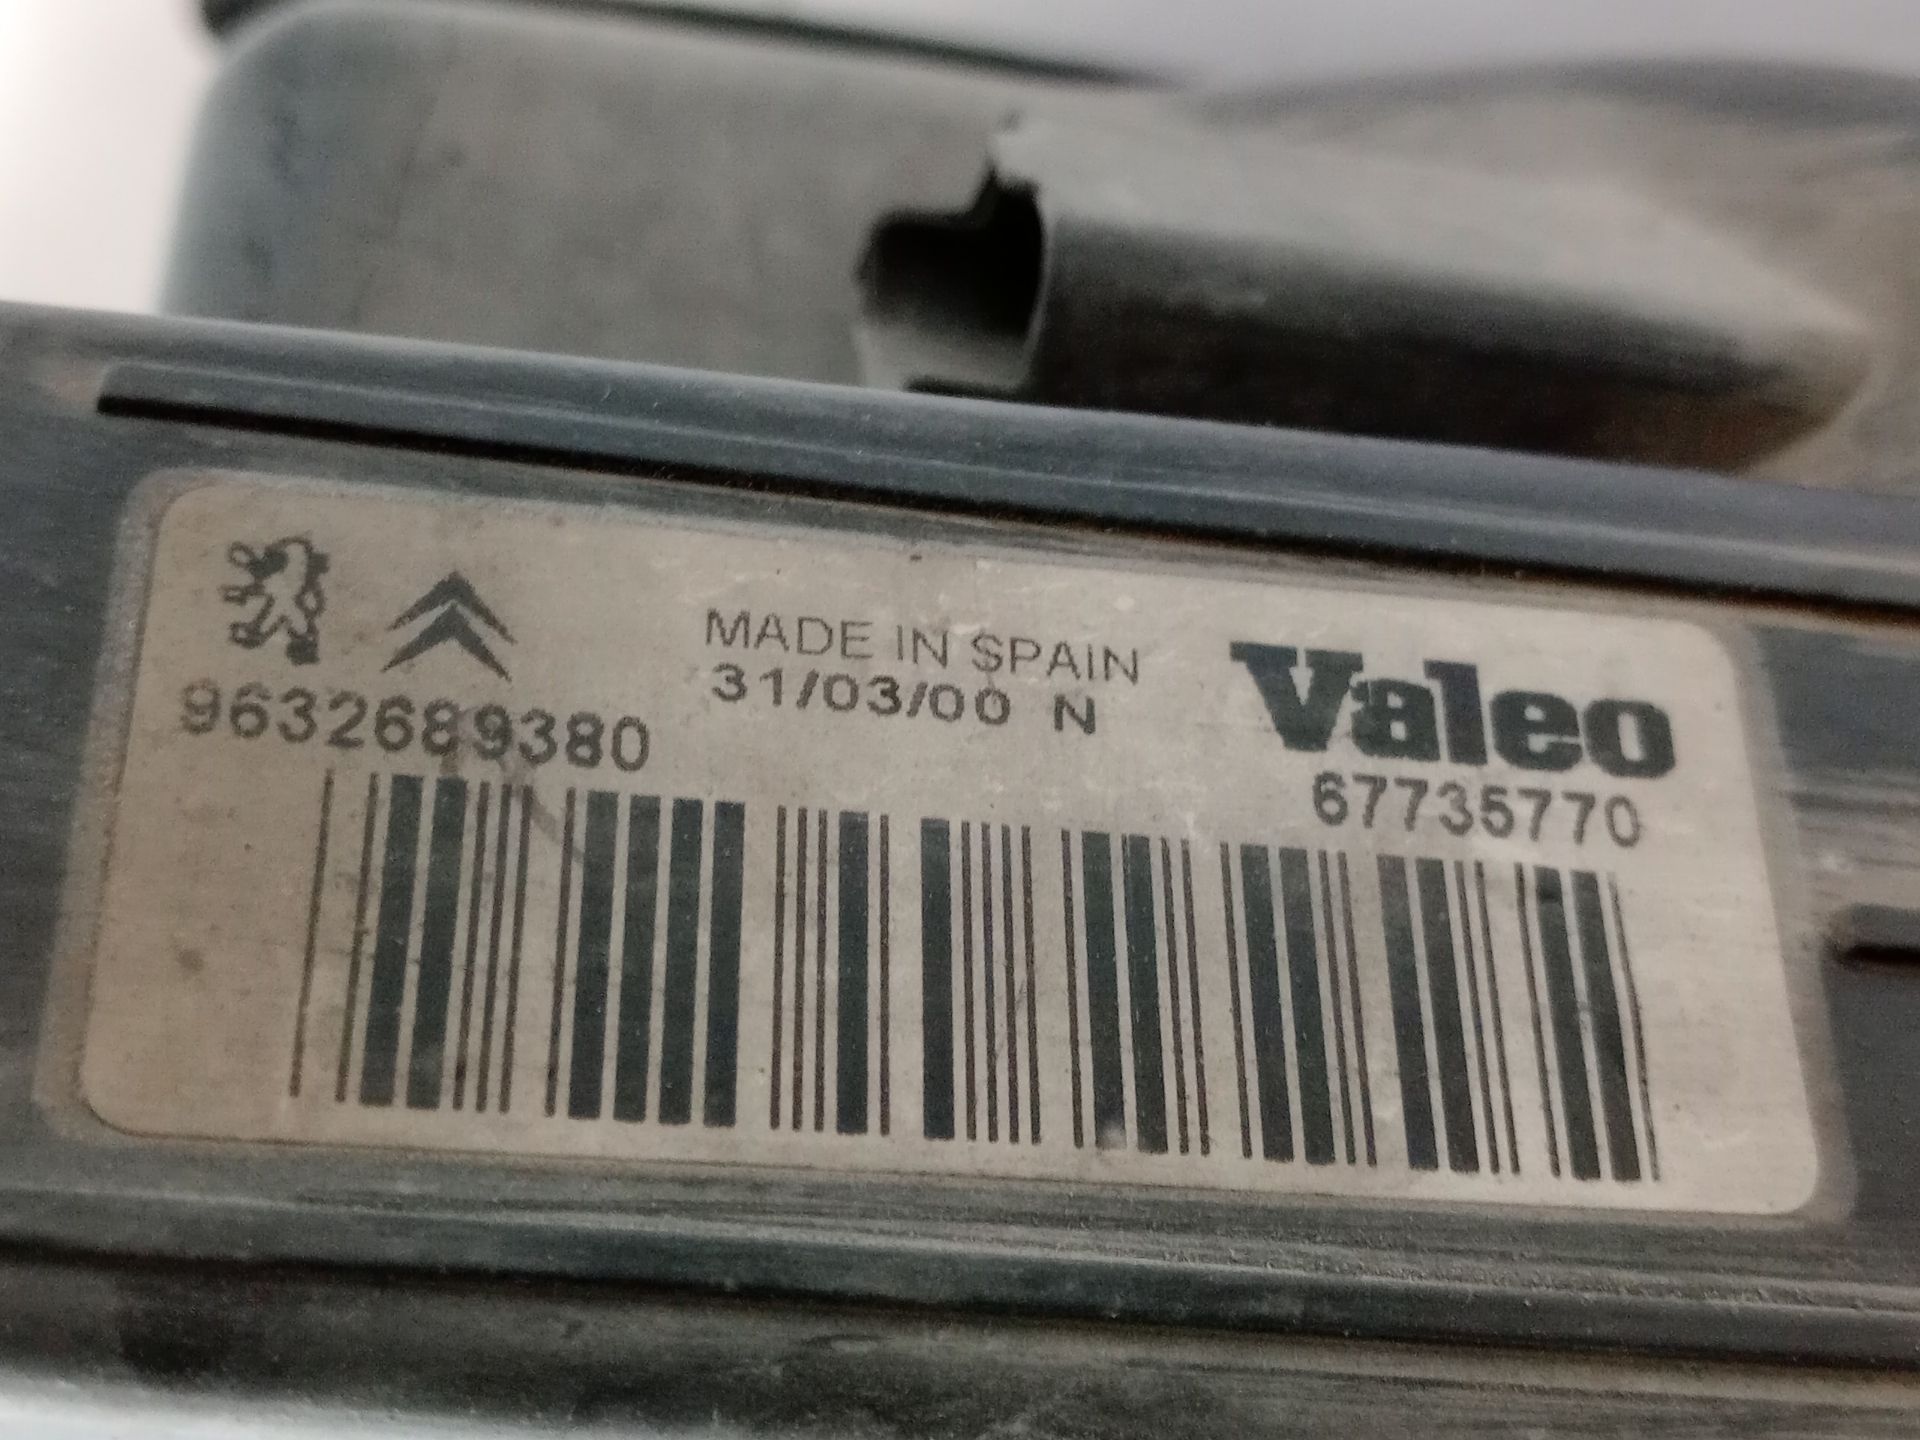 MADE IN SPAIN
31/03/00 N
9632689380
Valeo
67735770